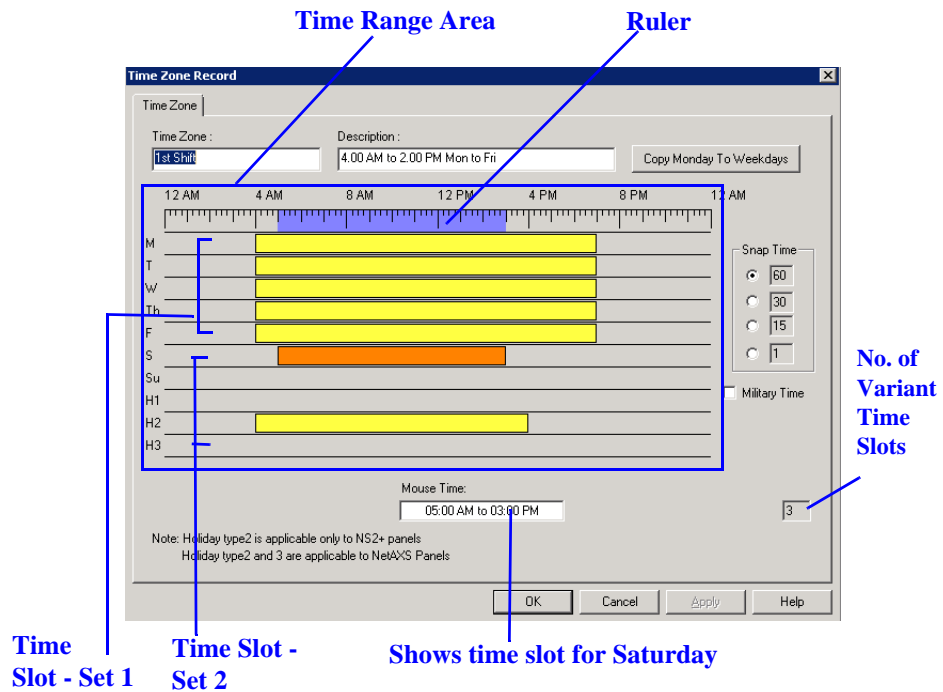 Time Range Area
Ruler
Time Zone Record
Time Zone
Time Zone :
Description :
1st Shift
4.00 AM to 2.00 PM Mon to Fri
Copy Monday To Weekdays
12 AM 4 AM 8 AM 12 PM 4 PM 8 PM 12 AM
M
T
W
Th
F
S
Su
H1
H2
H3
Snap Time
60
30
15
1
Military Time
No. of
Variant
Time
Slots
Mouse Time:
05:00 AM to 03:00 PM
3
Note: Holiday type2 is applicable only to NS2+ panels
Holiday type2 and 3 are applicable to NetAXS Panels
OK
Cancel
Apply
Help
Time
Slot - Set 1
Time Slot -
Set 2
Shows time slot for Saturday